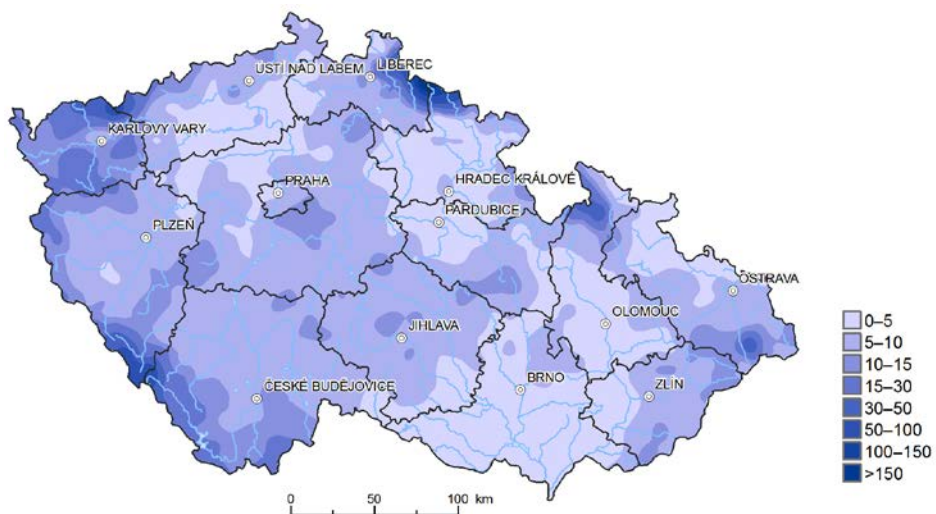 LIBEREC
ÚSTÍ NAD LABEM
KARLOVY VARY
PRAHA
HRADEC KRÁLOVÉ
PARDUBICE
PLZEŇ
OSTRAVA
OLOMOUC
JIHLAVA
BRNO
ZLÍN
ČESKÉ BUDĚJOVICE
0–5
5–10
10–15
15–30
30–50
50–100
100–150
>150
0 50 100 km